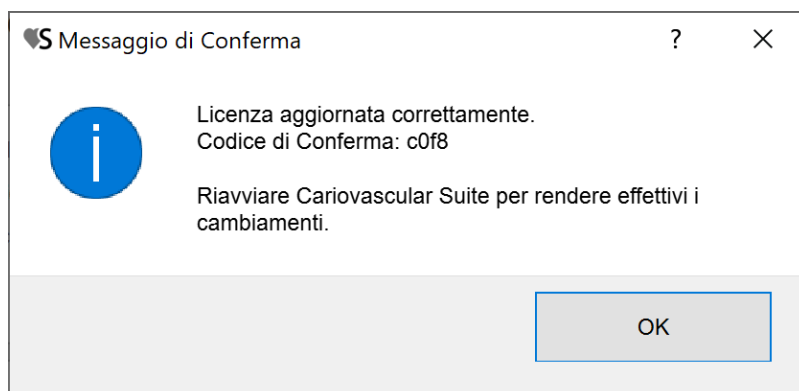 S Messaggio di Conferma
?
Licenza aggiornata correttamente.
Codice di Conferma: c0f8
Riavviare Cariovascular Suite per rendere effettivi i
cambiamenti.
OK